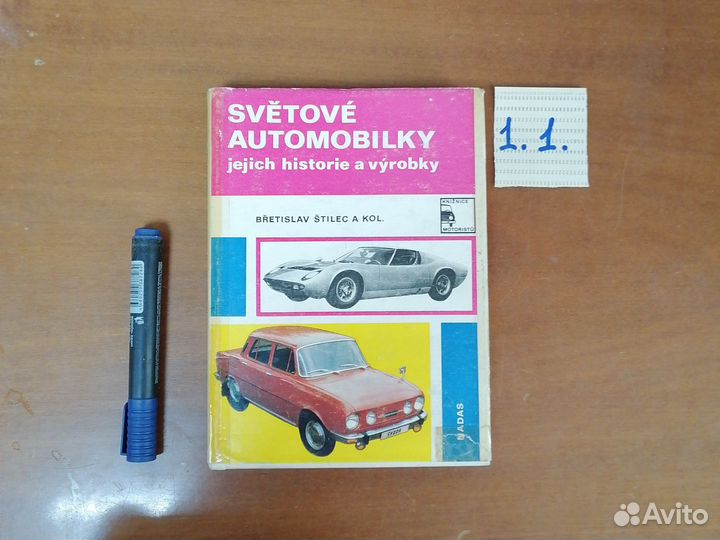 SVĚTOVÉ
AUTOMOBILKY
jejich historie a výrobky
BŘETISLAV ŠTILEC A KOL.
KNIŽNICE
MOTORISTŮ
NADAS
1. 1.
Avito